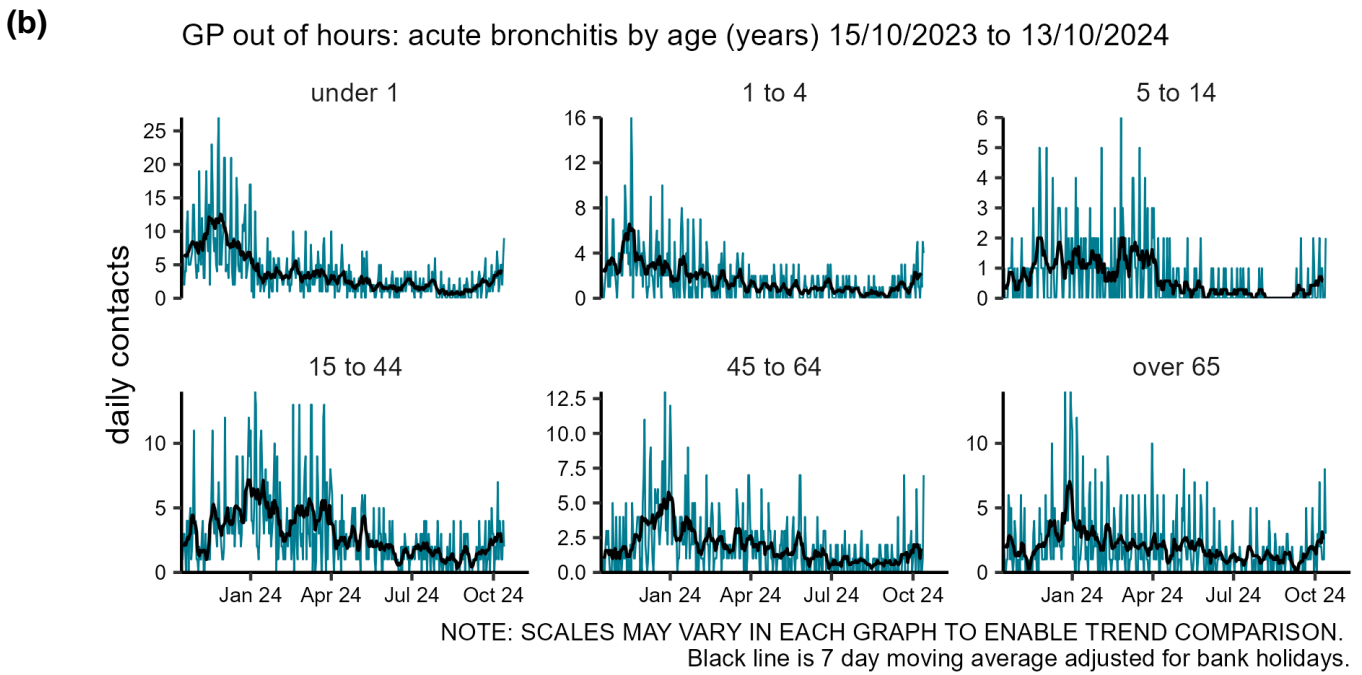 (b)
GP out of hours: acute bronchitis by age (years) 15/10/2023 to 13/10/2024
daily contacts
under 1
25
20
15
10
5
0
1 to 4
16
12
8
4
0
5 to 14
6
5
4
3
2
1
0
15 to 44
10
5
0
Jan 24 Apr 24 Jul 24 Oct 24
45 to 64
12.5
10.0
7.5
5.0
2.5
0.0
Jan 24 Apr 24 Jul 24 Oct 24
over 65
10
5
0
Jan 24 Apr 24 Jul 24 Oct 24
NOTE: SCALES MAY VARY IN EACH GRAPH TO ENABLE TREND COMPARISON.
Black line is 7 day moving average adjusted for bank holidays.